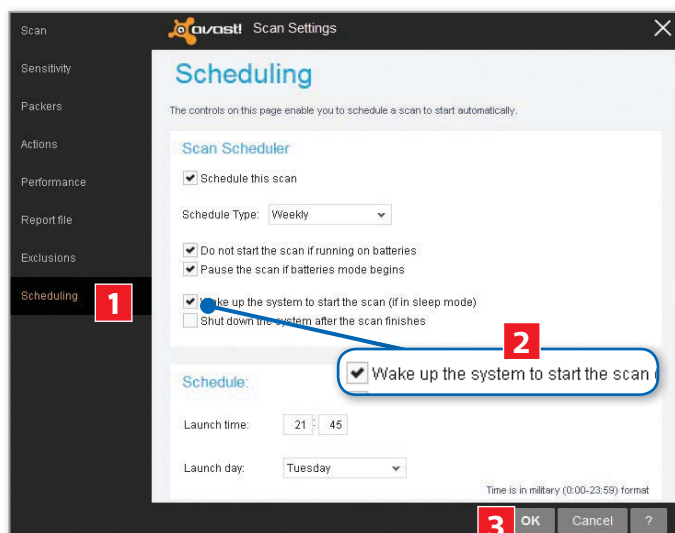 Scan
Sensitivity
Packers
Actions
Performance
Report file
Exclusions
Scheduling
1
avast! Scan Settings
Scheduling
The controls on this page enable you to schedule a scan to start automatically.
Scan Scheduler
Schedule this scan
Schedule Type: Weekly
Do not start the scan if running on batteries
Pause the scan if batteries mode begins
Wake up the system to start the scan (if in sleep mode)
Shut down the system after the scan finishes
2
Wake up the system to start the scan
Schedule:
Launch time: 21 : 45
Launch day: Tuesday
Time is in military (0:00-23:59) format
3
OK Cancel ?